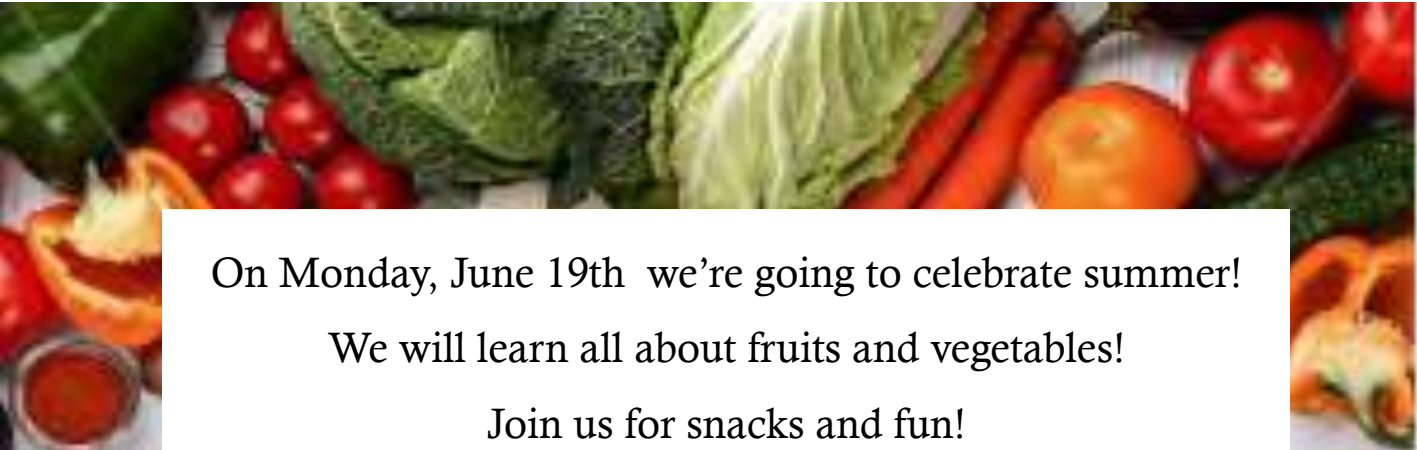 On Monday, June 19th  we’re going to celebrate summer!
We will learn all about fruits and vegetables!
Join us for snacks and fun!